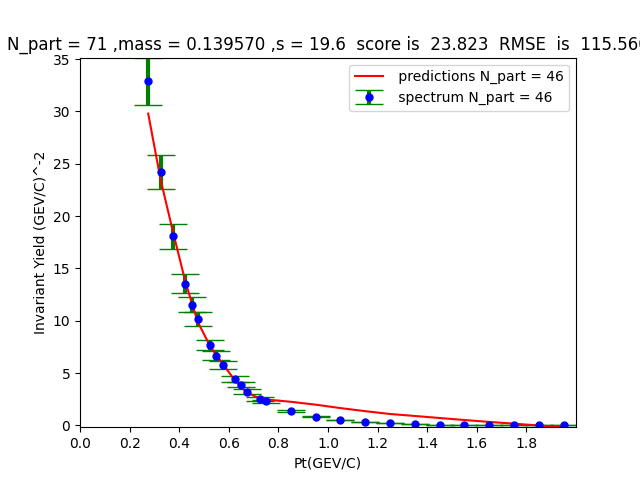 N_part = 71 ,mass = 0.139570 ,s = 19.6  score is  23.823  RMSE  is
predictions N_part = 46
spectrum N_part = 46
Invariant Yield (GEV/C)^-2
35
30
25
20
15
10
5
0
0.0 0.2 0.4 0.6 0.8 1.0 1.2 1.4 1.6 1.8
Pt(GEV/C)